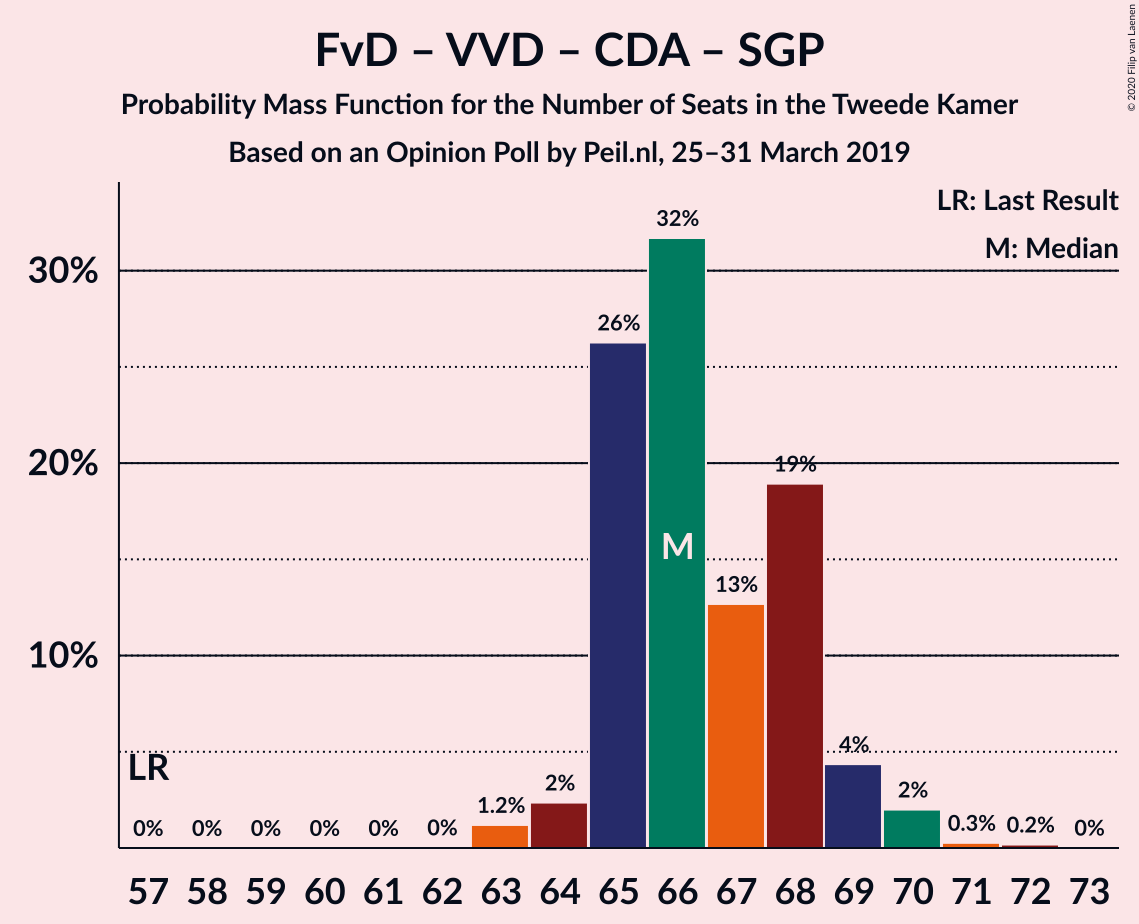 FvD – VVD – CDA – SGP
Probability Mass Function for the Number of Seats in the Tweede Kamer
Based on an Opinion Poll by Peil.nl, 25–31 March 2019
© 2020 Filip van Laenen
LR: Last Result
M: Median
30%
20%
10%
LR
M
0% 0% 0% 0% 0% 0% 1.2% 2% 26% 32% 13% 19% 4% 2% 0.3% 0.2% 0%
57 58 59 60 61 62 63 64 65 66 67 68 69 70 71 72 73